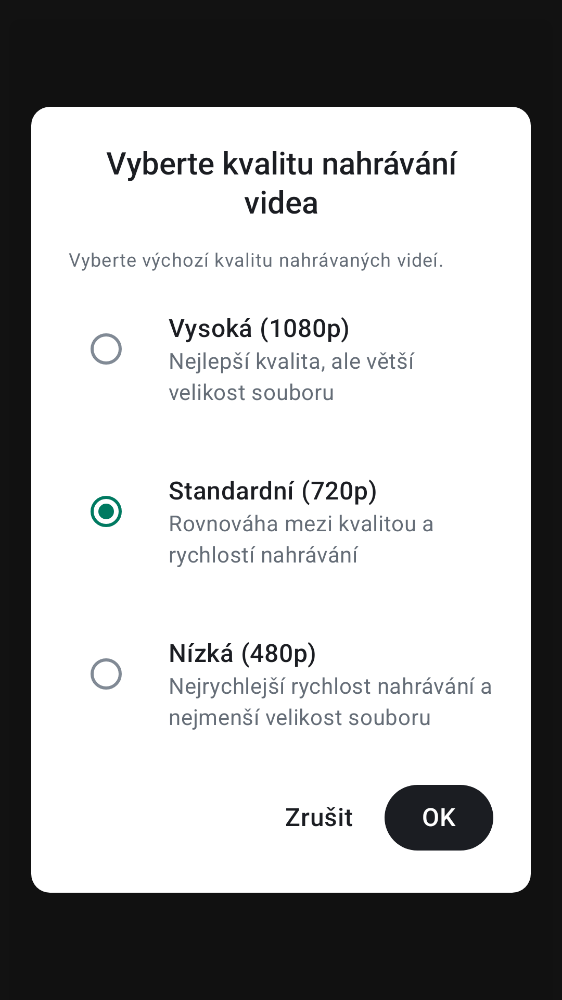 Vyberte kvalitu nahrávání
videa
Vyberte výchozí kvalitu nahrávaných videí.
Vysoká (1080p)
Nejlepší kvalita, ale větší
velikost souboru
Standardní (720p)
Rovnováha mezi kvalitou a
rychlostí nahrávání
Nízká (480p)
Nejrychlejší rychlost nahrávání a
nejmenší velikost souboru
Zrušit
OK